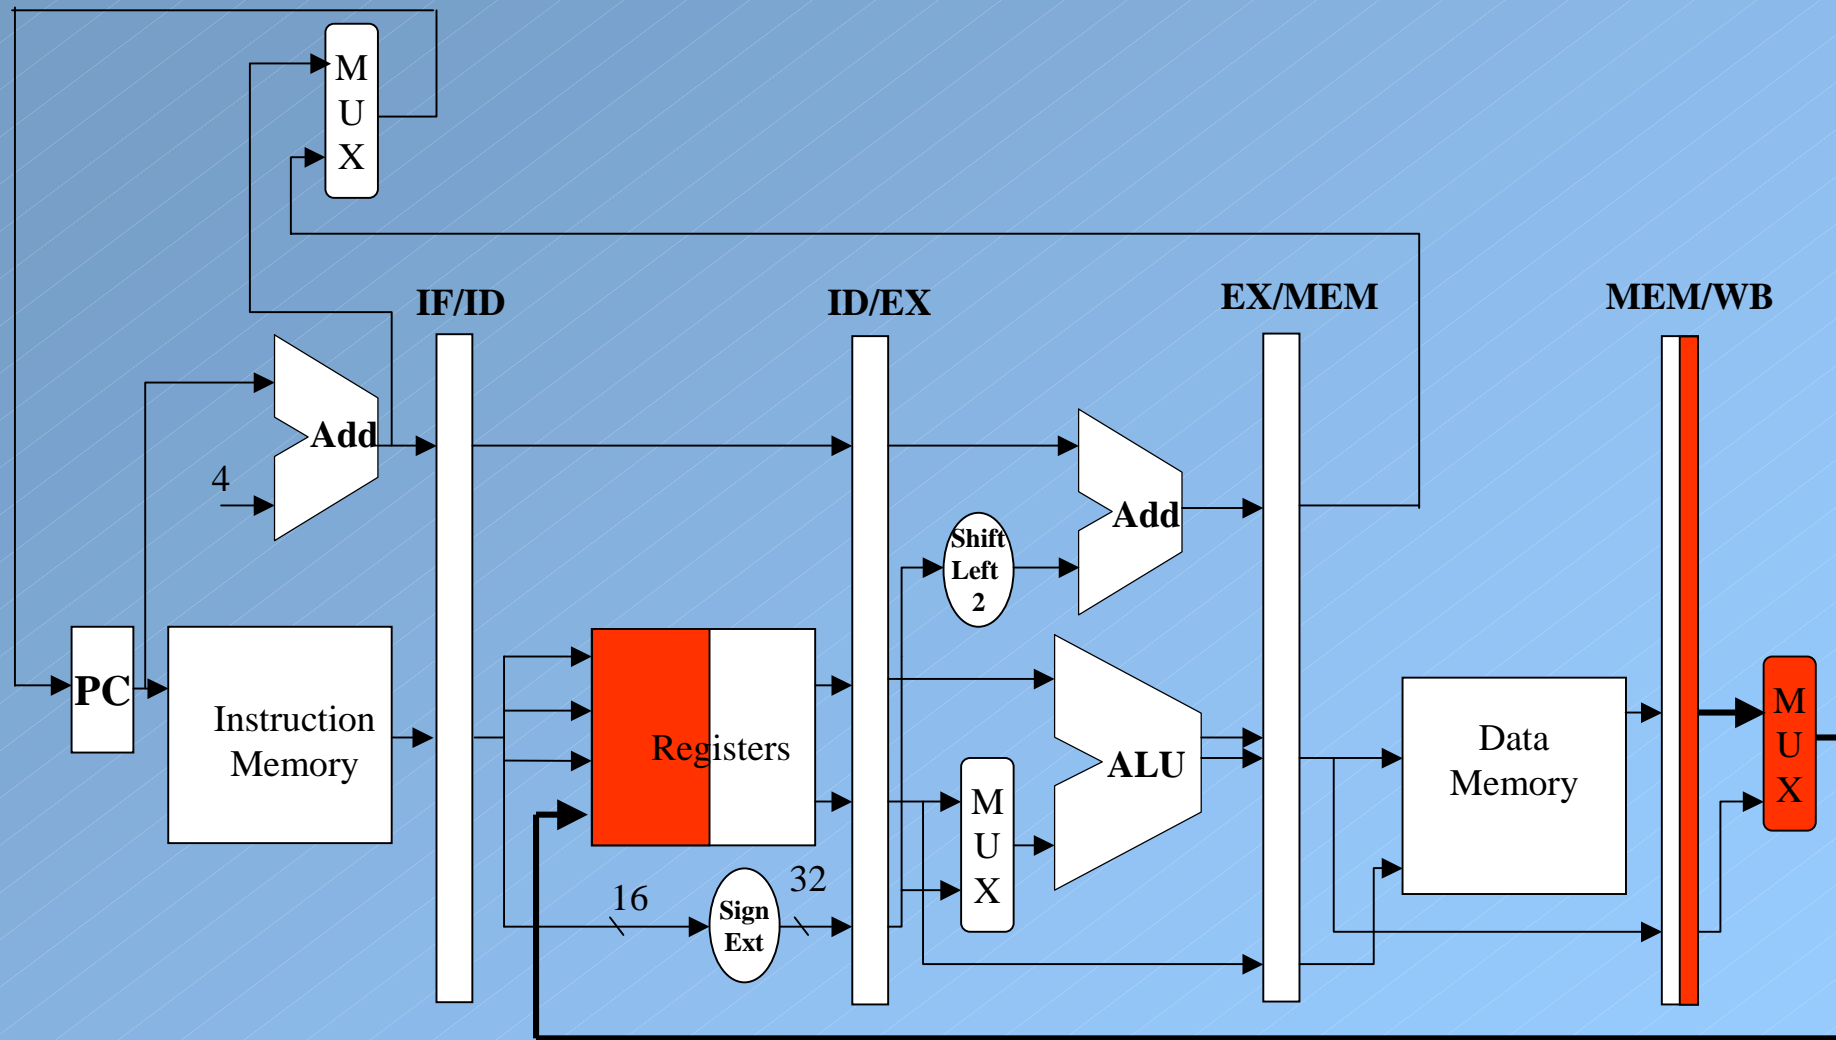 M
U
X
IF/ID
ID/EX
EX/MEM
MEM/WB
Add
4
Add
Shift
Left
2
PC
Instruction
Memory
Registers
ALU
M
U
X
Data
Memory
M
U
X
16
Sign
Ext
32